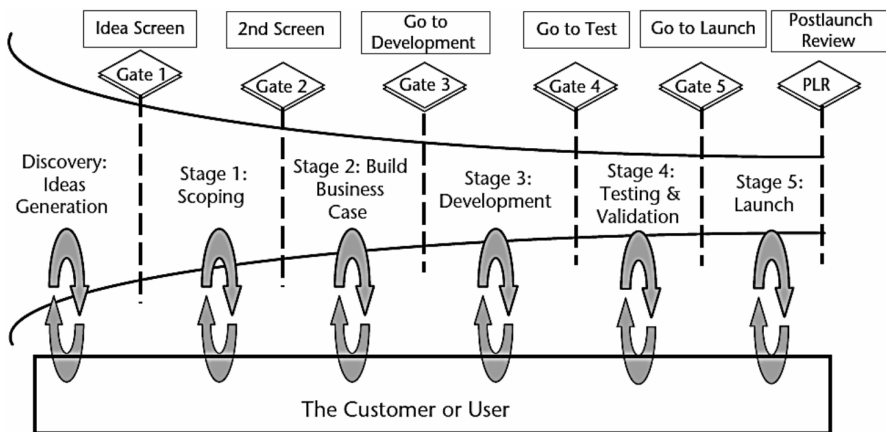 Idea Screen
2nd Screen
Go to
Development
Go to Test
Go to Launch
Postlaunch
Review
Gate 1
Gate 2
Gate 3
Gate 4
Gate 5
PLR
Discovery:
Ideas
Generation
Stage 1:
Scoping
Stage 2: Build
Business
Case
Stage 3:
Development
Stage 4:
Testing &
Validation
Stage 5:
Launch
The Customer or User